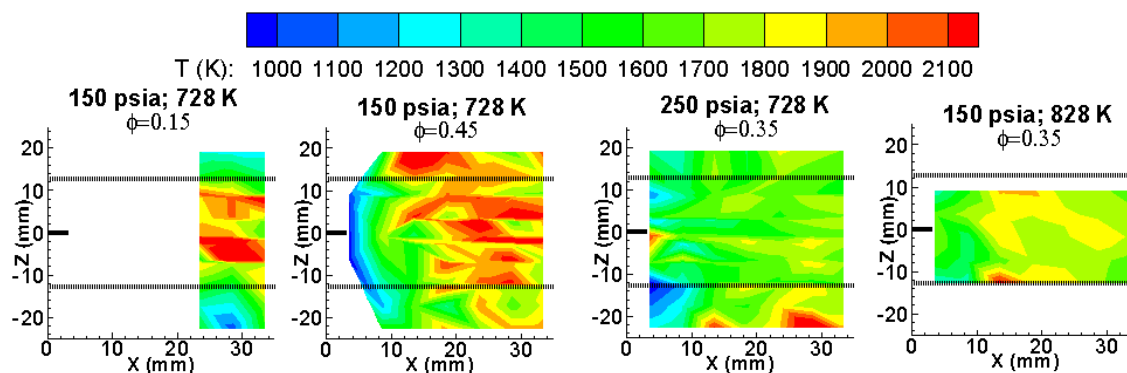 T (K): 1000 1100 1200 1300 1400 1500 1600 1700 1800 1900 2000 2100
150 psia; 728 K
ϕ=0.15
20
10
0
-10
-20
-Z (mm)
0 10 20 30
X (mm)
150 psia; 728 K
ϕ=0.45
20
10
0
-10
-20
-Z (mm)
0 10 20 30
X (mm)
250 psia; 728 K
ϕ=0.35
20
10
0
-10
-20
-Z (mm)
0 10 20 30
X (mm)
150 psia; 828 K
ϕ=0.35
20
10
0
-10
-20
-Z (mm)
0 10 20 30
X (mm)